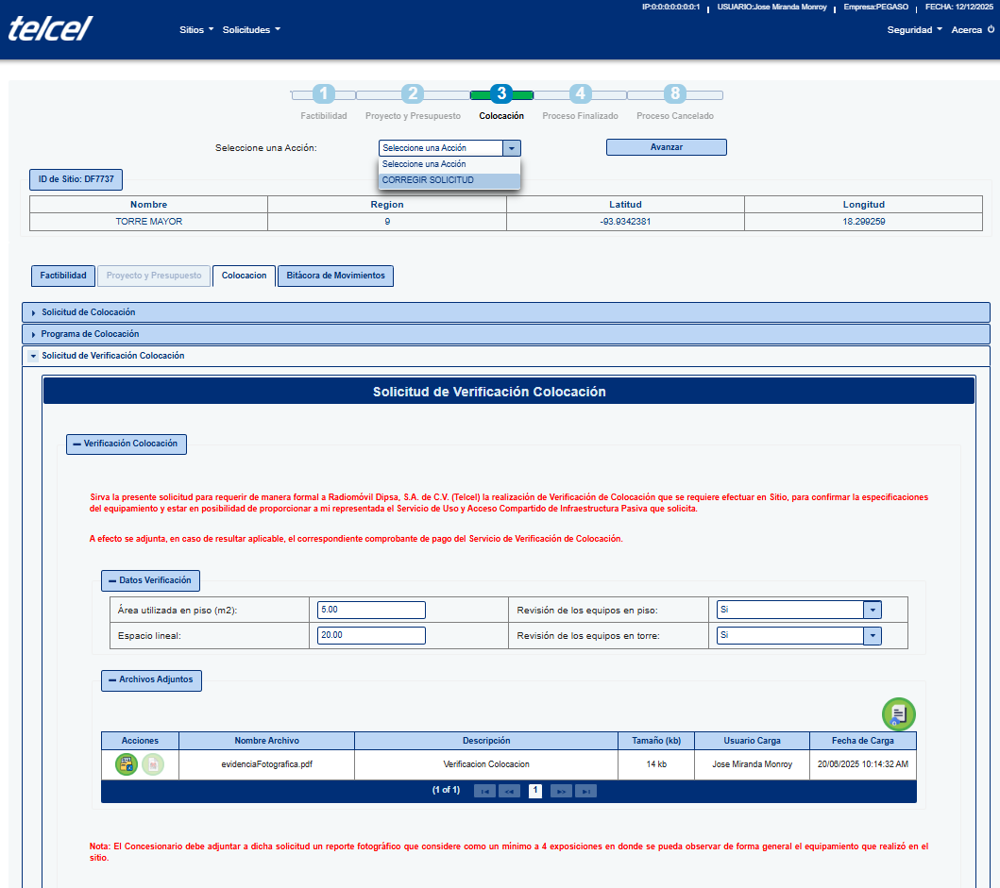 IP:0:0:0:0:0:0:1 | USUARIO:Jose Miranda Monroy | Empresa:PEGASO | FECHA: 12/12/2025
telcel
Sitios Solicitudes Seguridad Acerca
1 2 3 4 8
Factibilidad Proyecto y Presupuesto Colocación Proceso Finalizado Proceso Cancelado
Seleccione una Acción: Seleccione una Acción Avanzar
Seleccione una Acción
CORREGIR SOLICITUD
ID de Sitio: DF7737
Nombre Region Latitud Longitud
TORRE MAYOR 9 -93.9342381 18.299259
Factibilidad Proyecto y Presupuesto Colocacion Bitácora de Movimientos
Solicitud de Colocación
Programa de Colocación
Solicitud de Verificación Colocación
Solicitud de Verificación Colocación
Verificación Colocación
Sirva la presente solicitud para requerir de manera formal a Radiomóvil Dipsa, S.A. de C.V. (Telcel) la realización de Verificación de Colocación que se requiere efectuar en Sitio, para confirmar la especificaciones
del equipamiento y estar en posibilidad de proporcionar a mi representada el Servicio de Uso y Acceso Compartido de Infraestructura Pasiva que solicita.
A efecto se adjunta, en caso de resultar aplicable, el correspondiente comprobante de pago del Servicio de Verificación de Colocación.
Datos Verificación
Área utilizada en piso (m2): 5.00 Revisión de los equipos en piso: Si
Espacio lineal: 20.00 Revisión de los equipos en torre: Si
Archivos Adjuntos
Acciones Nombre Archivo Descripción Tamaño (kb) Usuario Carga Fecha de Carga
evidenciaFotografica.pdf Verificacion Colocacion 14 kb Jose Miranda Monroy 20/06/2025 10:14:32 AM
(1 of 1) 1
Nota: El Concesionario debe adjuntar a dicha solicitud un reporte fotográfico que considere como un mínimo a 4 exposiciones en donde se pueda observar de forma general el equipamiento que realizó en el
sitio.